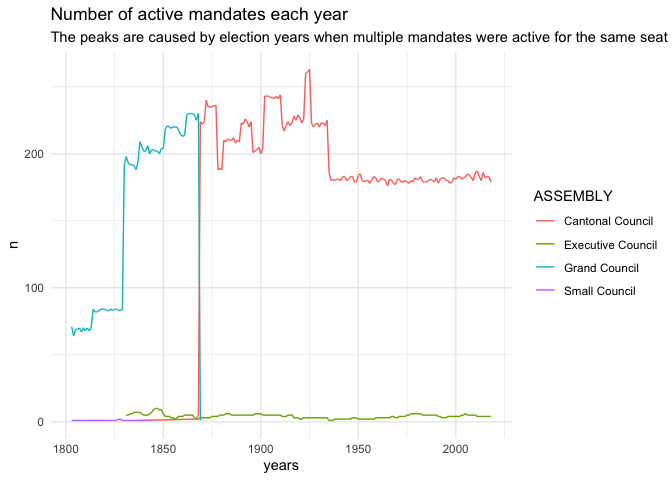 Number of active mandates each year
The peaks are caused by election years when multiple mandates were active for the same seat
200
100
0
n
1800
1850
1900
1950
2000
years
ASSEMBLY
Cantonal Council
Executive Council
Grand Council
Small Council